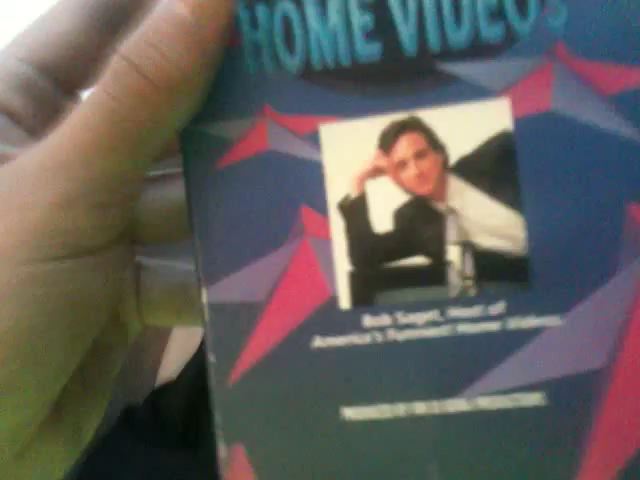 HOME VIDEOS
Bob Saget, Host of
America's Funniest Home Videos